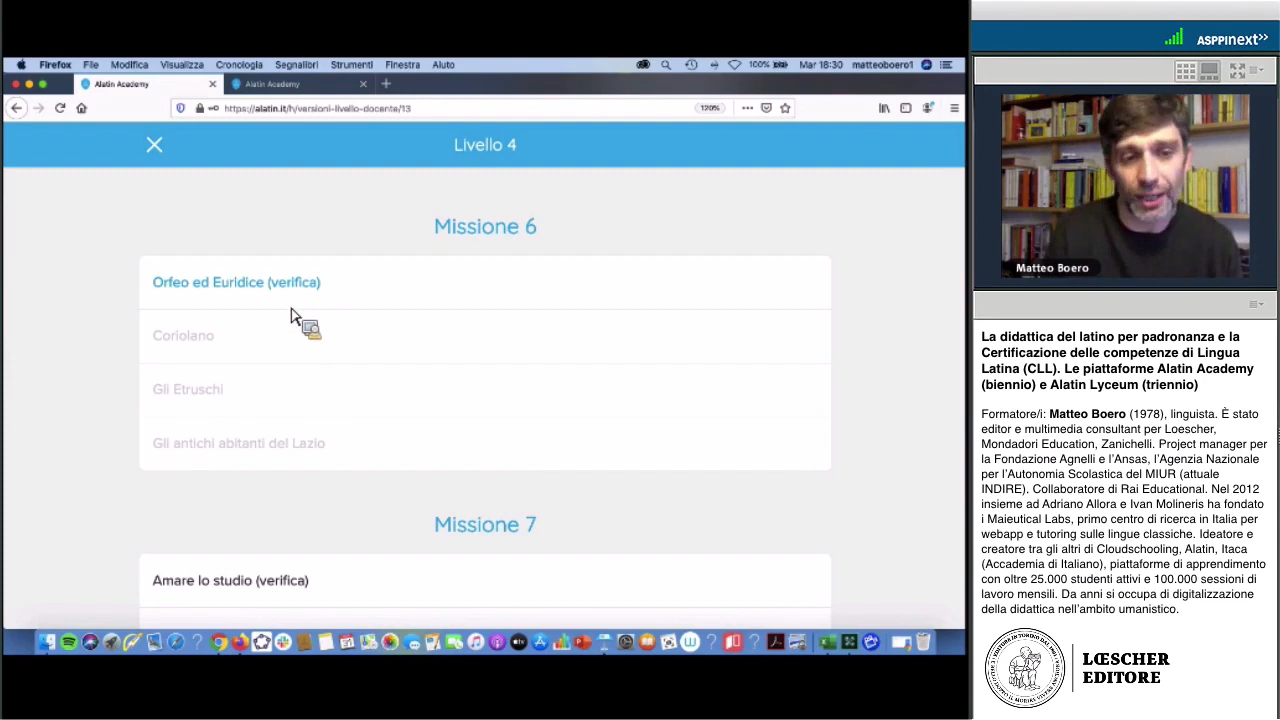 Firefox File Modifica Visualizza Cronologia Segnalibri Strumenti Finestra Aiuto 100% Mar 18:30 matteoboero1
Alatin Academy
Alatin Academy
https://alatin.it/h/versioni-livello-docente/13 120%
Livello 4
Missione 6
Orfeo ed Euridice (verifica)
Coriolano
Gli Etruschi
Gli antichi abitanti del Lazio
Missione 7
Amare lo studio (verifica)
ASPPInext>>
Matteo Boero
La didattica del latino per padronanza e la
Certificazione delle competenze di Lingua
Latina (CLL). Le piattaforme Alatin Academy
(biennio) e Alatin Lyceum (triennio)
Formatore/i: Matteo Boero (1978), linguista. È stato
editor e multimedia consultant per Loescher,
Mondadori Education, Zanichelli. Project manager per
la Fondazione Agnelli e l'Ansas, l'Agenzia Nazionale
per l'Autonomia Scolastica del MIUR (attuale
INDIRE). Collaboratore di Rai Educational. Nel 2012
insieme ad Adriano Allora e Ivan Molineris ha fondato
i Maieutical Labs, primo centro di ricerca in Italia per
webapp e tutoring sulle lingue classiche. Ideatore e
creatore tra gli altri di Cloudschooling, Alatin, Itaca
(Accademia di Italiano), piattaforme di apprendimento
con oltre 25.000 studenti attivi e 100.000 sessioni di
lavoro mensili. Da anni si occupa di digitalizzazione
della didattica nell'ambito umanistico.
LŒSCHER
EDITORE